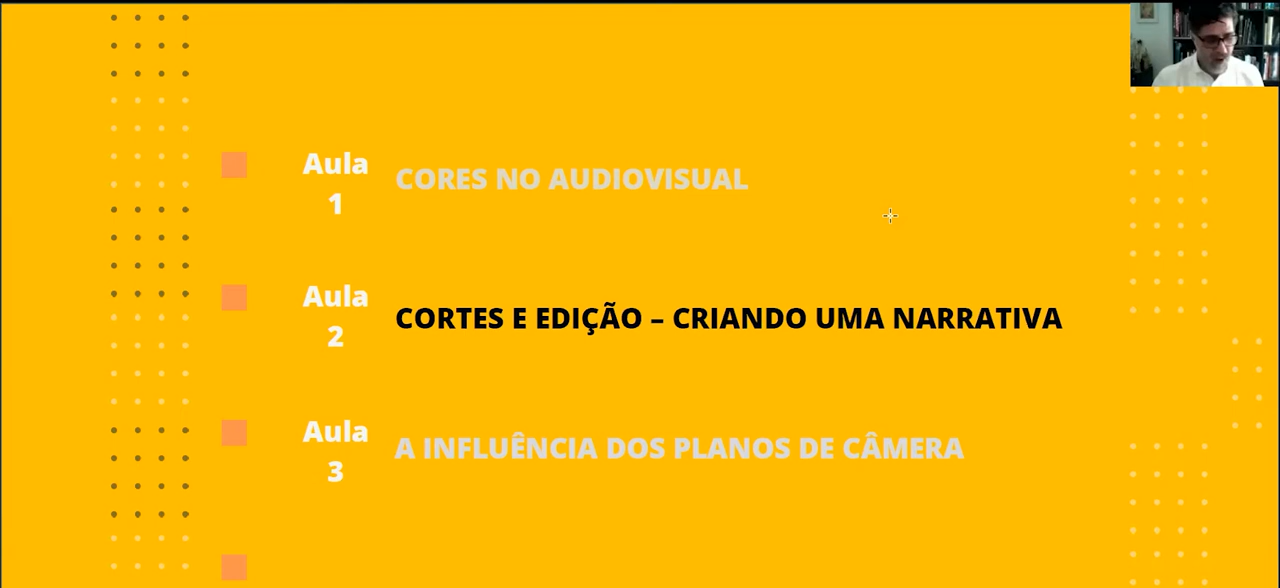 Aula
1
CORES NO AUDIOVISUAL
Aula
2
CORTES E EDIÇÃO – CRIANDO UMA NARRATIVA
Aula
3
A INFLUÊNCIA DOS PLANOS DE CÂMERA